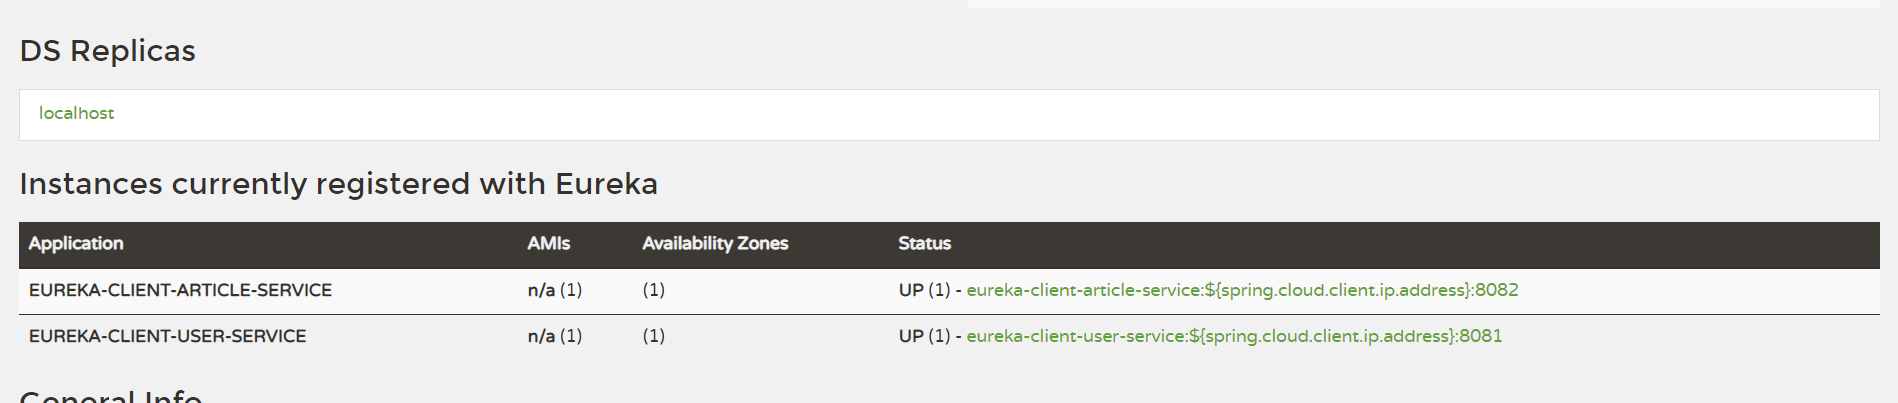 DS Replicas
localhost
Instances currently registered with Eureka
Application AMIs Availability Zones Status
EUREKA-CLIENT-ARTICLE-SERVICE n/a (1) (1) UP (1) - eureka-client-article-service:${spring.cloud.client.ip.address}:8082
EUREKA-CLIENT-USER-SERVICE n/a (1) (1) UP (1) - eureka-client-user-service:${spring.cloud.client.ip.address}:8081
General Info